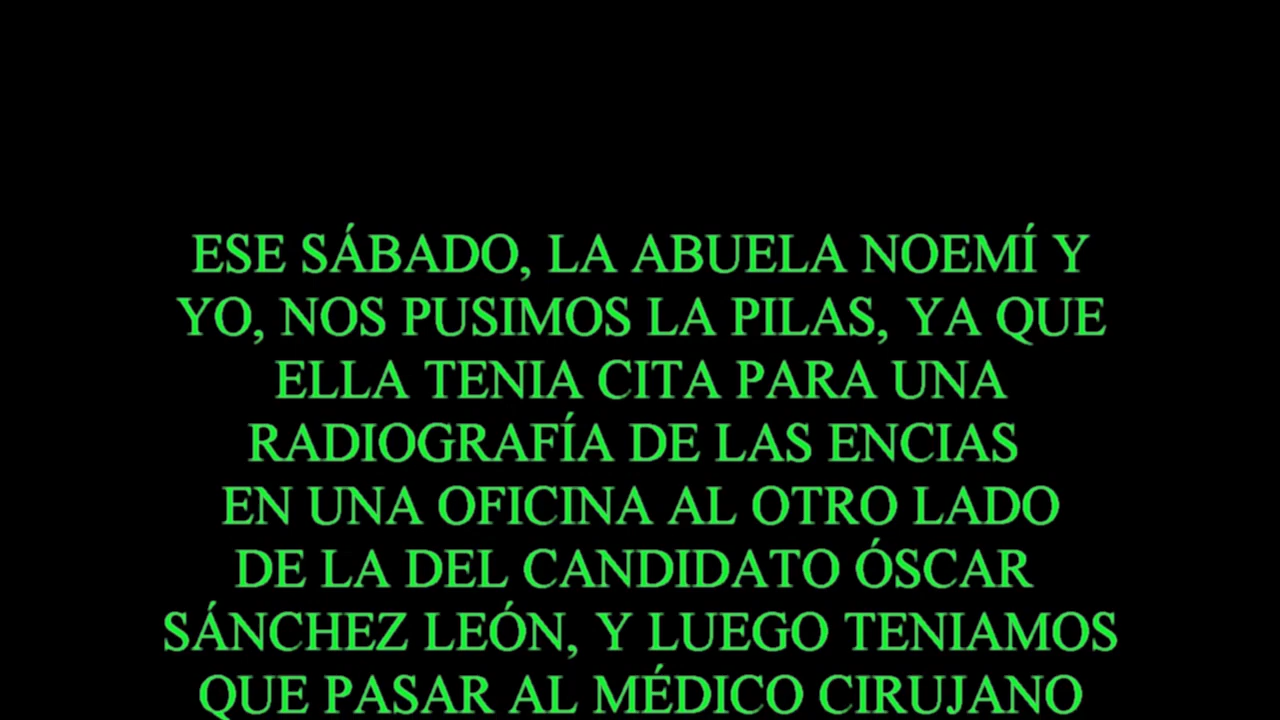 ESE SÁBADO, LA ABUELA NOEMÍ Y
YO, NOS PUSIMOS LA PILAS, YA QUE
ELLA TENIA CITA PARA UNA
RADIOGRAFÍA DE LAS ENCIAS
EN UNA OFICINA AL OTRO LADO
DE LA DEL CANDIDATO ÓSCAR
SÁNCHEZ LEÓN, Y LUEGO TENIAMOS
QUE PASAR AL MÉDICO CIRUJANO